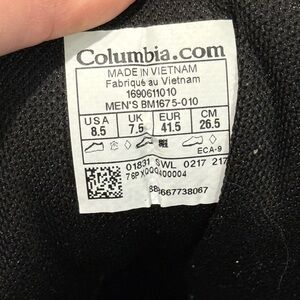 Columbia.com
MADE IN VIETNAM
Fabriqué au Vietnam
1690611010
MEN'S BM1675-010
USA UK EUR CM
8.5 7.5 41.5 26.5
ECA-9
01831 SWL 0217 217